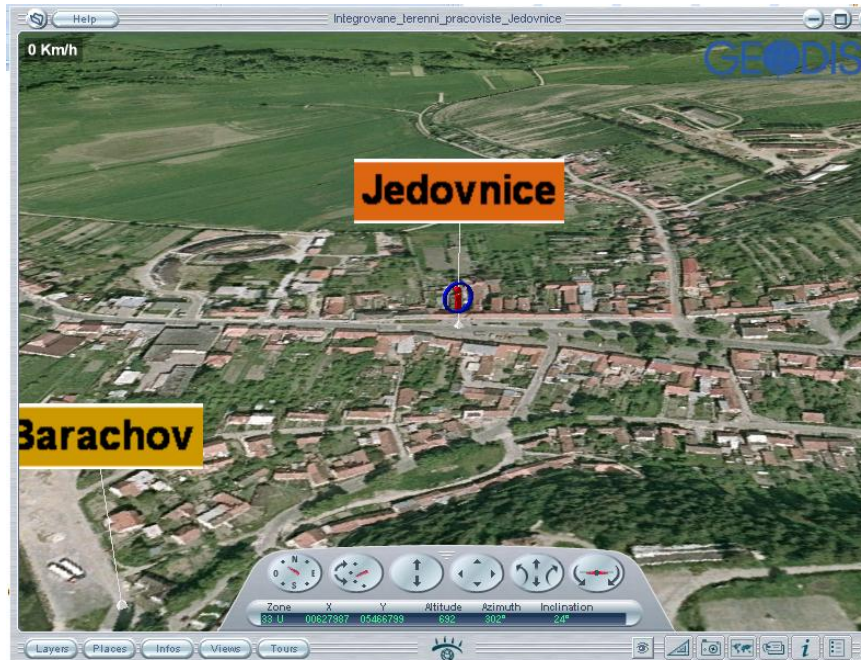 Help
Integrovane_terenni_pracoviste_Jedovnice
0 Km/h
GEODIS
Jedovnice
i
Barachov
N
O E
S
Zone X Y Altitude Azimuth Inclination
33 U 00627987 05466799 692 302° 24°
Layers Places Infos Views Tours i